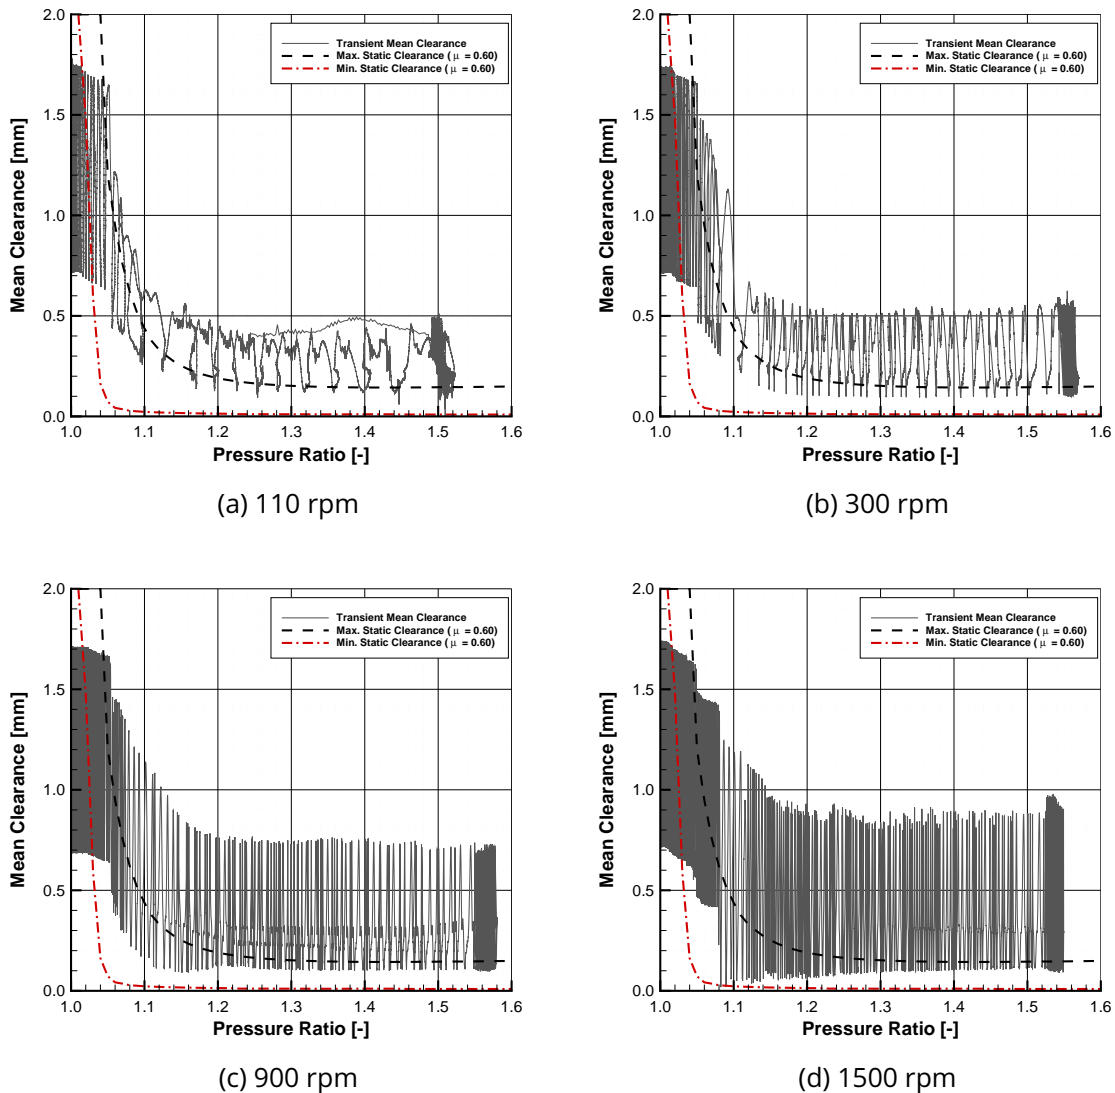 2.0
1.5
1.0
0.5
0.0
Mean Clearance [mm]
Transient Mean Clearance
Max. Static Clearance ( μ = 0.60)
Min. Static Clearance ( μ = 0.60)
1.0 1.1 1.2 1.3 1.4 1.5 1.6
Pressure Ratio [-]
(a) 110 rpm
2.0
1.5
1.0
0.5
0.0
Mean Clearance [mm]
Transient Mean Clearance
Max. Static Clearance ( μ = 0.60)
Min. Static Clearance ( μ = 0.60)
1.0 1.1 1.2 1.3 1.4 1.5 1.6
Pressure Ratio [-]
(b) 300 rpm
2.0
1.5
1.0
0.5
0.0
Mean Clearance [mm]
Transient Mean Clearance
Max. Static Clearance ( μ = 0.60)
Min. Static Clearance ( μ = 0.60)
1.0 1.1 1.2 1.3 1.4 1.5 1.6
Pressure Ratio [-]
(c) 900 rpm
2.0
1.5
1.0
0.5
0.0
Mean Clearance [mm]
Transient Mean Clearance
Max. Static Clearance ( μ = 0.60)
Min. Static Clearance ( μ = 0.60)
1.0 1.1 1.2 1.3 1.4 1.5 1.6
Pressure Ratio [-]
(d) 1500 rpm